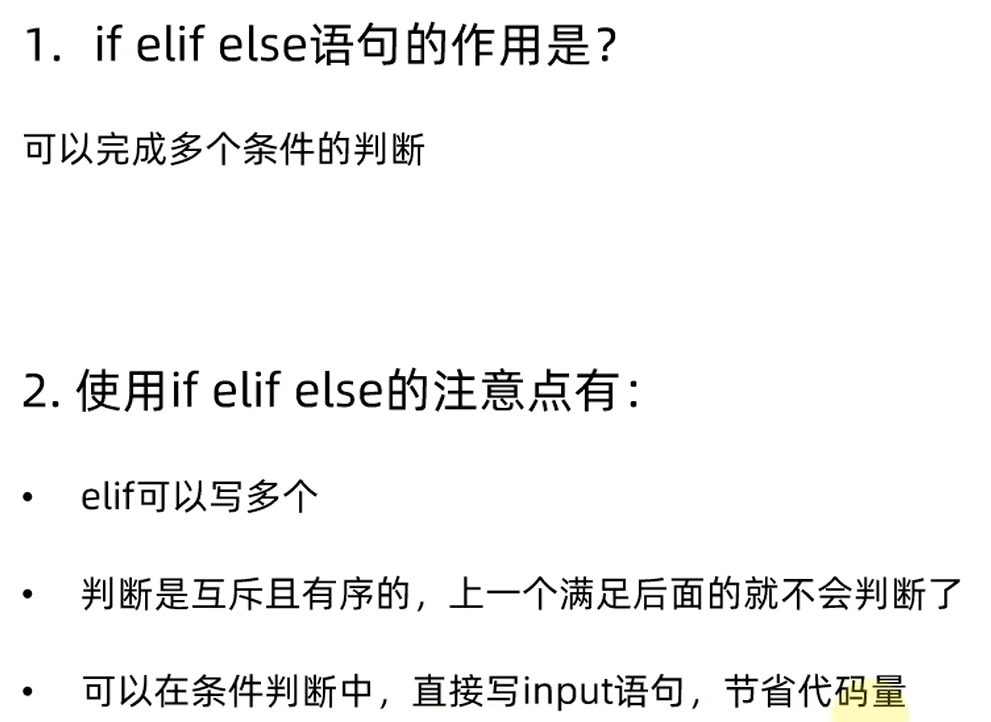 1. if elif else语句的作用是？
可以完成多个条件的判断
2. 使用if elif else的注意点有：
• elif可以写多个
• 判断是互斥且有序的，上一个满足后面的就不会判断了
• 可以在条件判断中，直接写input语句，节省代码量